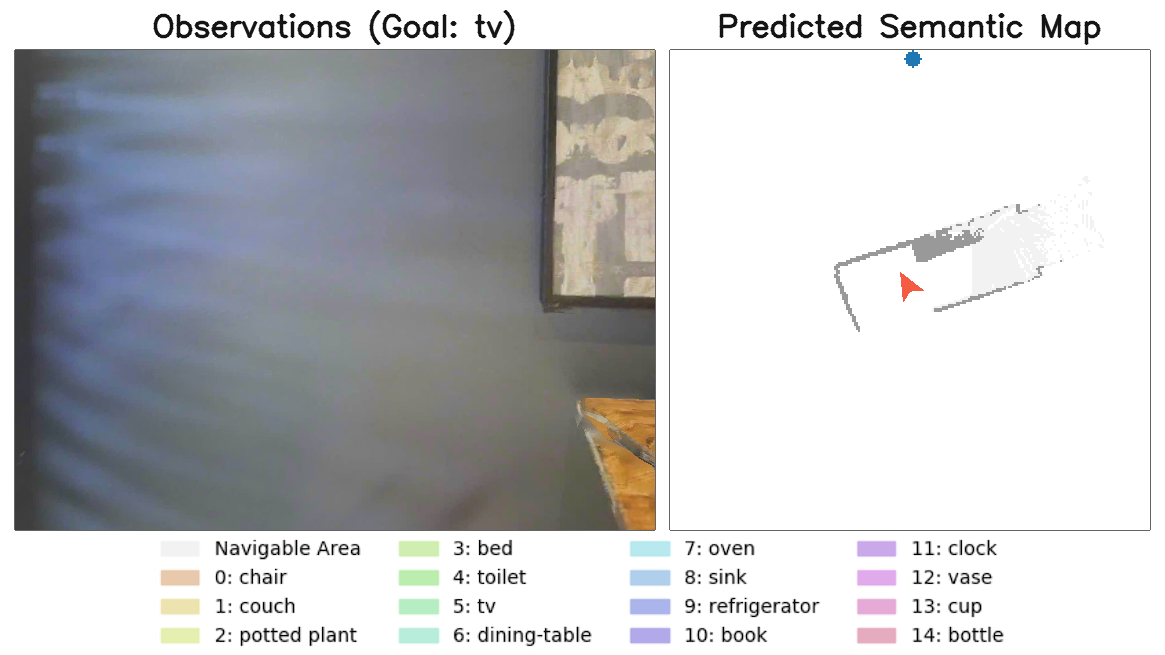 Observations (Goal: tv)
Predicted Semantic Map
Navigable Area
0: chair
1: couch
2: potted plant
3: bed
4: toilet
5: tv
6: dining-table
7: oven
8: sink
9: refrigerator
10: book
11: clock
12: vase
13: cup
14: bottle